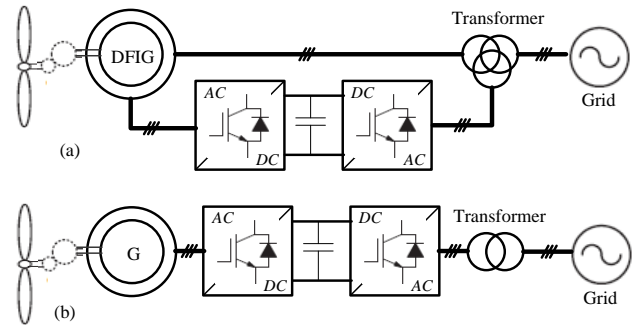 Transformer
DFIG
AC
DC
DC
AC
Grid
(a)
Transformer
G
AC
DC
DC
AC
Grid
(b)